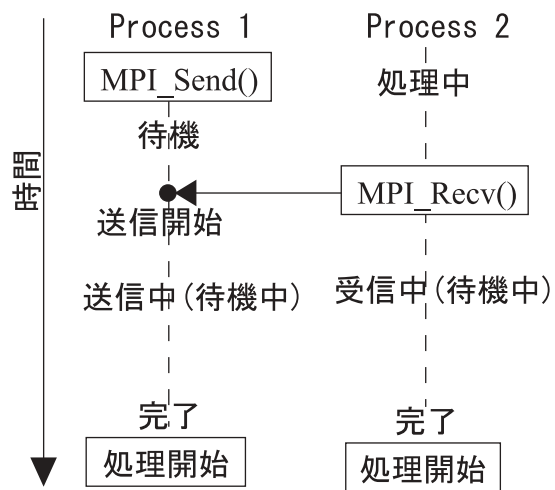 Process 1
Process 2
MPI_Send()
処理中
待機
MPI_Recv()
送信開始
時間
送信中(待機中)
受信中(待機中)
完了
完了
処理開始
処理開始